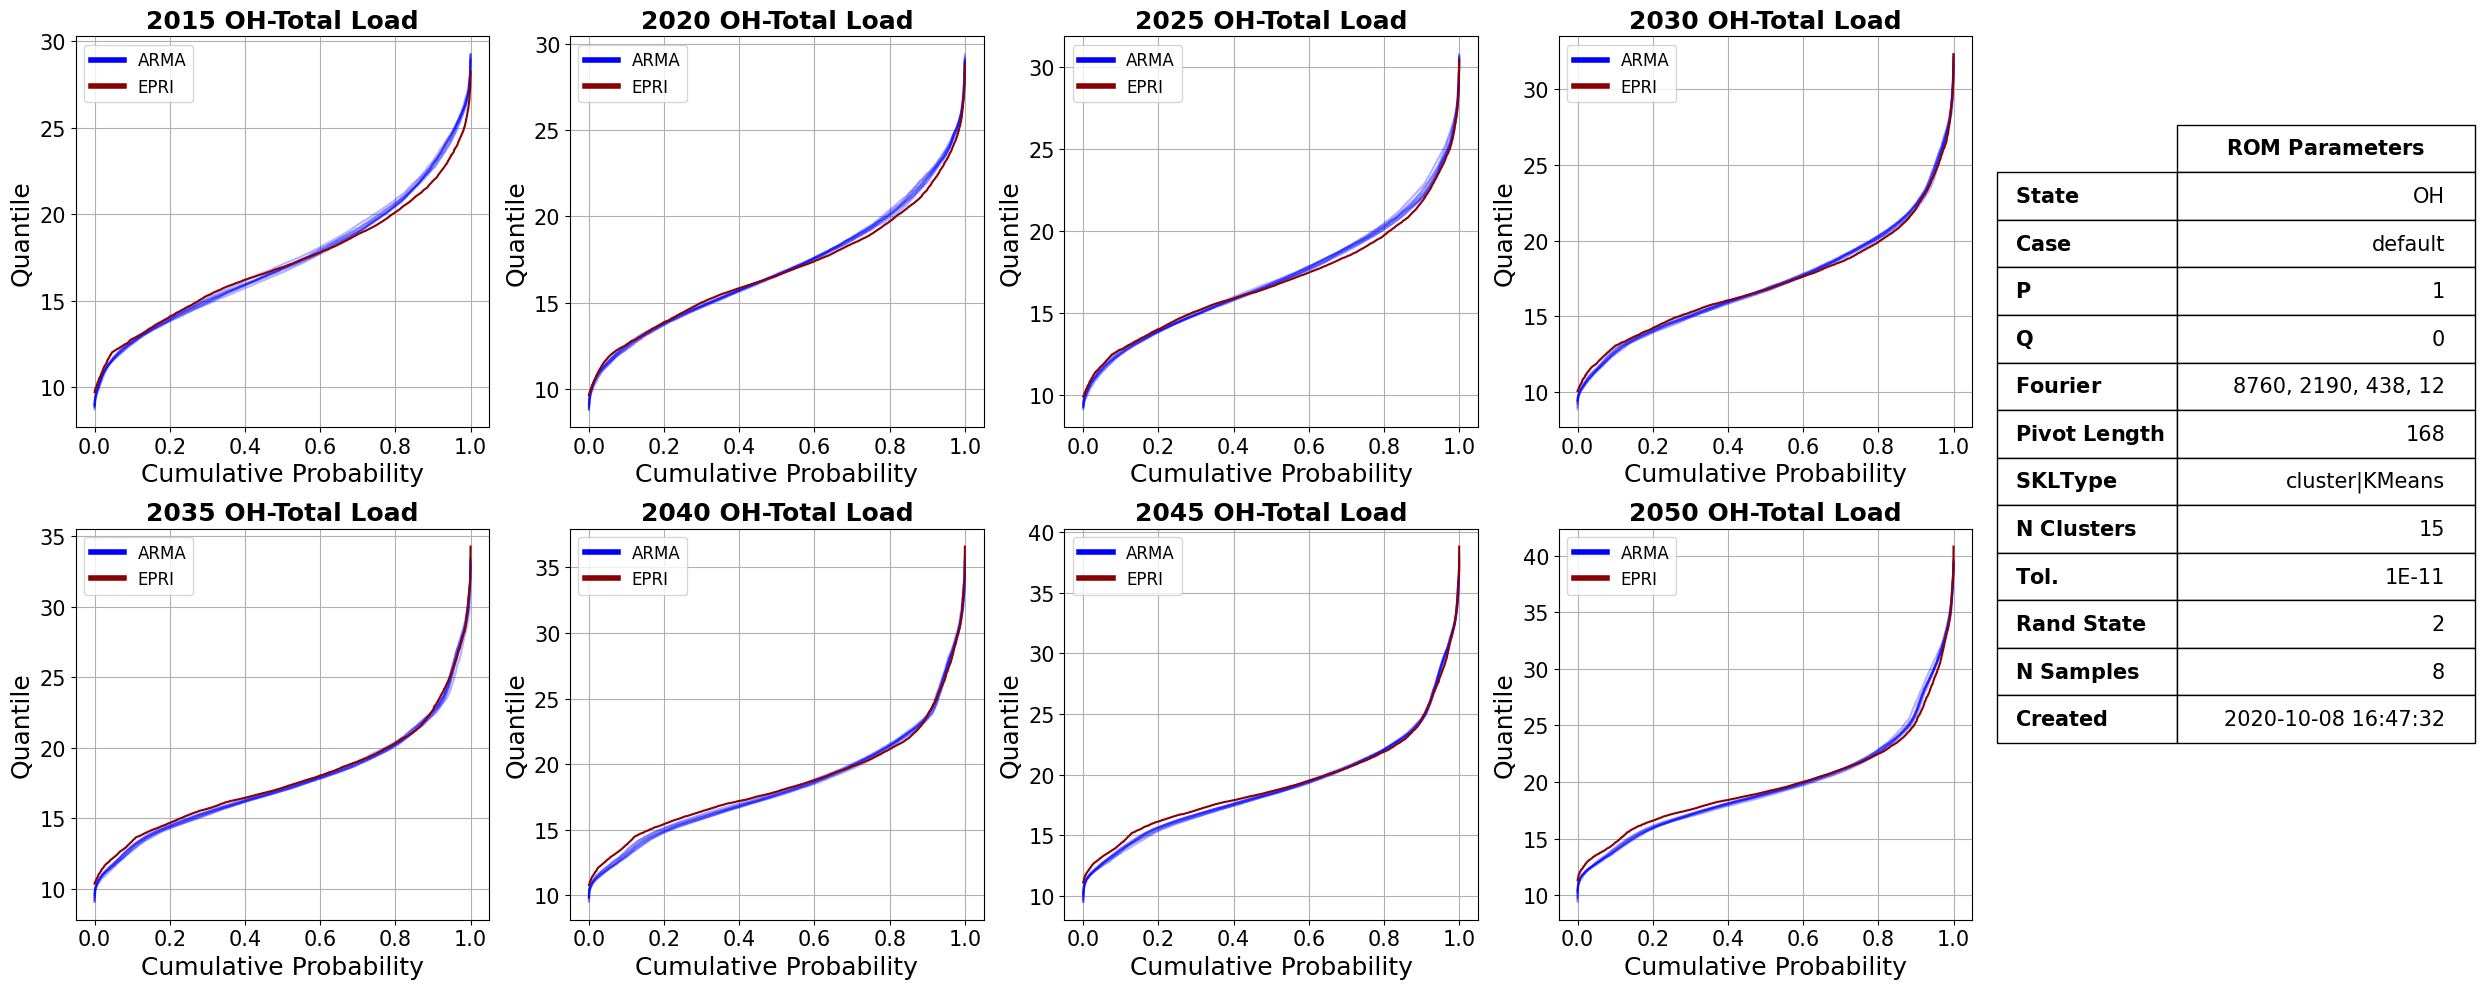 2015 OH-Total Load
ARMA
EPRI
30
25
20
15
10
Quantile
0.0 0.2 0.4 0.6 0.8 1.0
Cumulative Probability
2020 OH-Total Load
ARMA
EPRI
30
25
20
15
10
Quantile
0.0 0.2 0.4 0.6 0.8 1.0
Cumulative Probability
2025 OH-Total Load
ARMA
EPRI
30
25
20
15
10
Quantile
0.0 0.2 0.4 0.6 0.8 1.0
Cumulative Probability
2030 OH-Total Load
ARMA
EPRI
30
25
20
15
10
Quantile
0.0 0.2 0.4 0.6 0.8 1.0
Cumulative Probability
2035 OH-Total Load
ARMA
EPRI
35
30
25
20
15
10
Quantile
0.0 0.2 0.4 0.6 0.8 1.0
Cumulative Probability
2040 OH-Total Load
ARMA
EPRI
35
30
25
20
15
10
Quantile
0.0 0.2 0.4 0.6 0.8 1.0
Cumulative Probability
2045 OH-Total Load
ARMA
EPRI
40
35
30
25
20
15
10
Quantile
0.0 0.2 0.4 0.6 0.8 1.0
Cumulative Probability
2050 OH-Total Load
ARMA
EPRI
40
35
30
25
20
15
10
Quantile
0.0 0.2 0.4 0.6 0.8 1.0
Cumulative Probability
ROM Parameters
State OH
Case default
P 1
Q 0
Fourier 8760, 2190, 438, 12
Pivot Length 168
SKLType cluster|KMeans
N Clusters 15
Tol. 1E-11
Rand State 2
N Samples 8
Created 2020-10-08 16:47:32